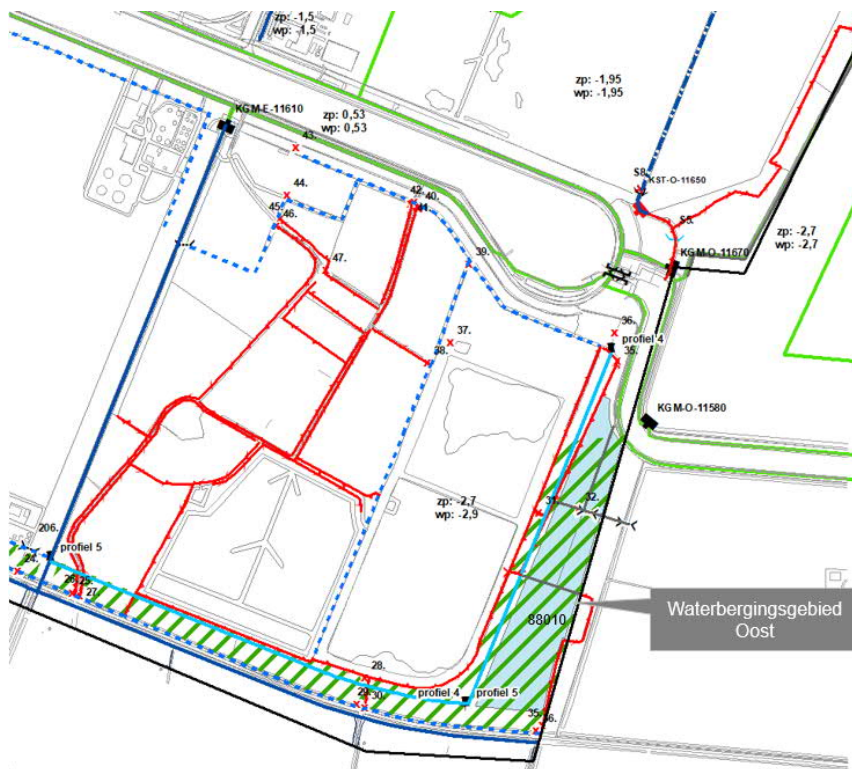 zp: -1,5
wp: -1,5
zp: -1,95
wp: -1,95
KGM-F-11610
zp: 0,53
wp: 0,53
43.
S8.
KST-O-11650
44.
42.
40.
41.
45.
46.
S5.
zp: -2,7
wp: -2,7
39.
KGM-O-11670
47.
36.
37.
profiel 4
38.
35.
KGM-O-11580
zp: -2,7
wp: -2,9
31.
32.
206.
profiel 5
24.
26.
25.
27.
88010
Waterbergingsgebied
Oost
28.
profiel 4
profiel 5
29.
30.
35.
36.